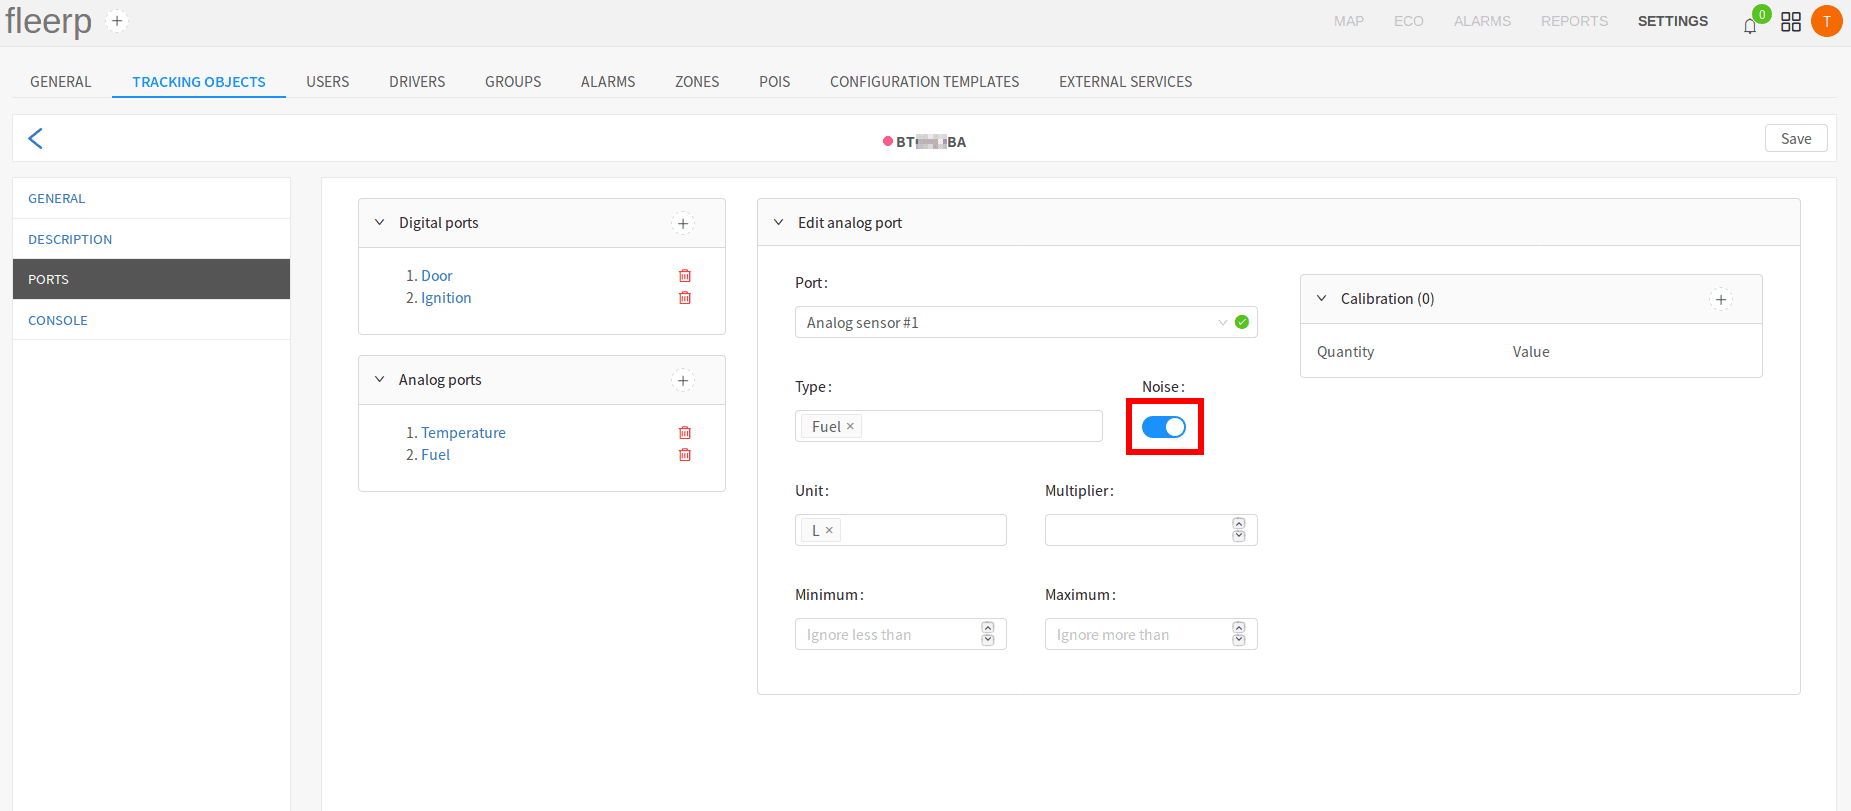 fleerp +
MAP ECO ALARMS REPORTS SETTINGS 0 T
GENERAL TRACKING OBJECTS USERS DRIVERS GROUPS ALARMS ZONES POIS CONFIGURATION TEMPLATES EXTERNAL SERVICES
BT BA
Save
GENERAL
DESCRIPTION
PORTS
CONSOLE
Digital ports
1. Door
2. Ignition
Analog ports
1. Temperature
2. Fuel
Edit analog port
Port:
Analog sensor #1
Type:
Fuel ×
Noise:
Unit:
L ×
Multiplier:
Minimum:
Ignore less than
Maximum:
Ignore more than
Calibration (0)
Quantity Value